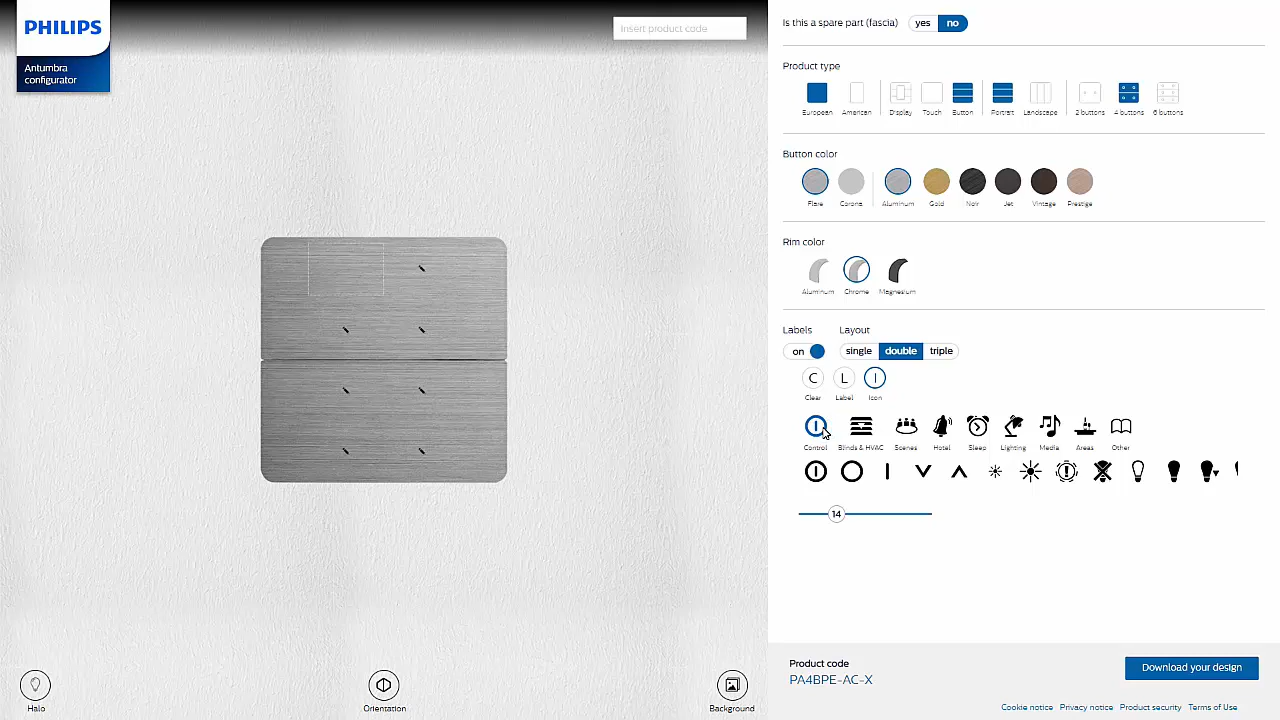 PHILIPS
Antumbra
configurator
Insert product code
Halo
Orientation
Background
Is this a spare part (fascia)
yes
no
Product type
European
American
Display
Touch
Button
Portrait
Landscape
2 buttons
4 buttons
6 buttons
Button color
Flare
Corona
Aluminum
Gold
Noir
Jet
Vintage
Prestige
Rim color
Aluminum
Chrome
Magnesium
Labels
Layout
on
single
double
triple
C
L
I
Clear
Label
Icon
Control
Blinds & HVAC
Scenes
Hotel
Sleep
Lighting
Media
Areas
Other
14
Product code
PA4BPE-AC-X
Download your design
Cookie notice
Privacy notice
Product security
Terms of Use